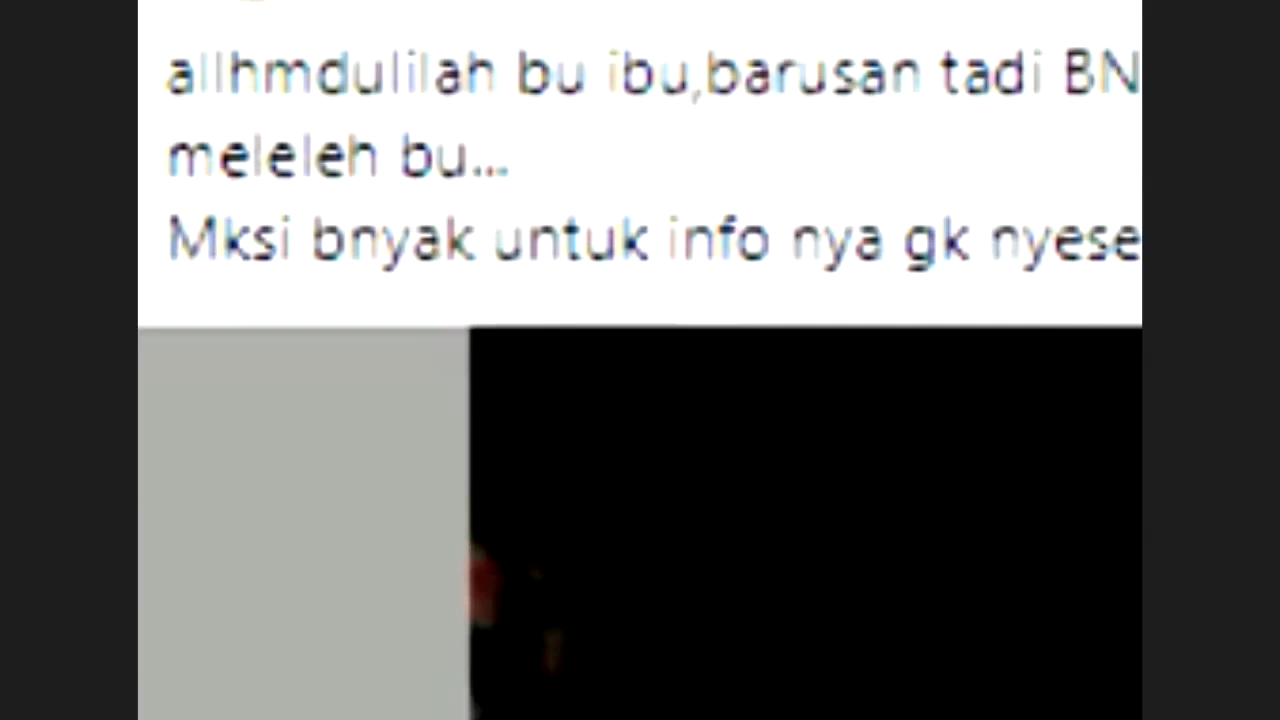 allhmdulilah bu ibu,barusan tadi BN
meleleh bu...
Mksi bnyak untuk info nya gk nyese